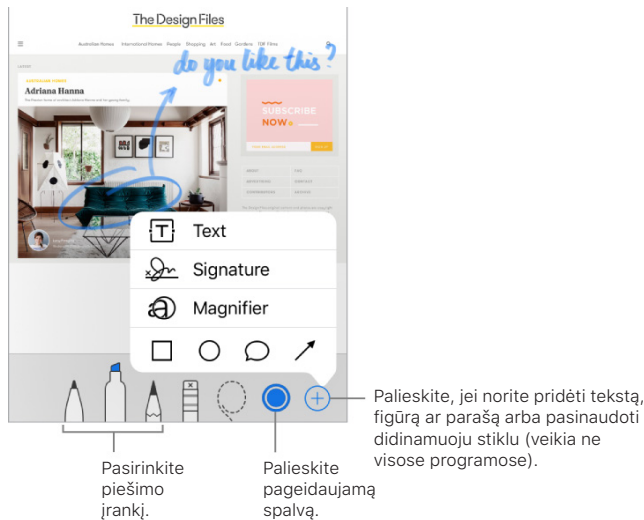 The Design Files
Australian Homes International Homes People Shopping Art Food Gardens TDF Films
do you like this?
Adriana Hanna
SUBSCRIBE
NOW
Text
Signature
Magnifier
Palieskite, jei norite pridėti tekstą,
figūrą ar parašą arba pasinaudoti
didinamuoju stiklu (veikia ne
visose programose).
Pasirinkite
piešimo
įrankį.
Palieskite
pageidaujamą
spalvą.